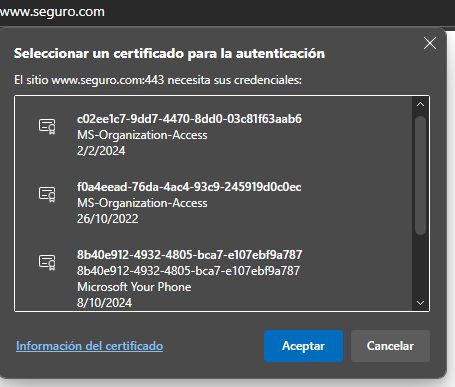 www.seguro.com
Seleccionar un certificado para la autenticación
El sitio www.seguro.com:443 necesita sus credenciales:
c02ee1c7-9dd7-4470-8dd0-03c81f63aab6
MS-Organization-Access
2/2/2024
f0a4eead-76da-4ac4-93c9-245919d0c0ec
MS-Organization-Access
26/10/2022
8b40e912-4932-4805-bca7-e107ebf9a787
8b40e912-4932-4805-bca7-e107ebf9a787
Microsoft Your Phone
8/10/2024
Información del certificado
Aceptar
Cancelar